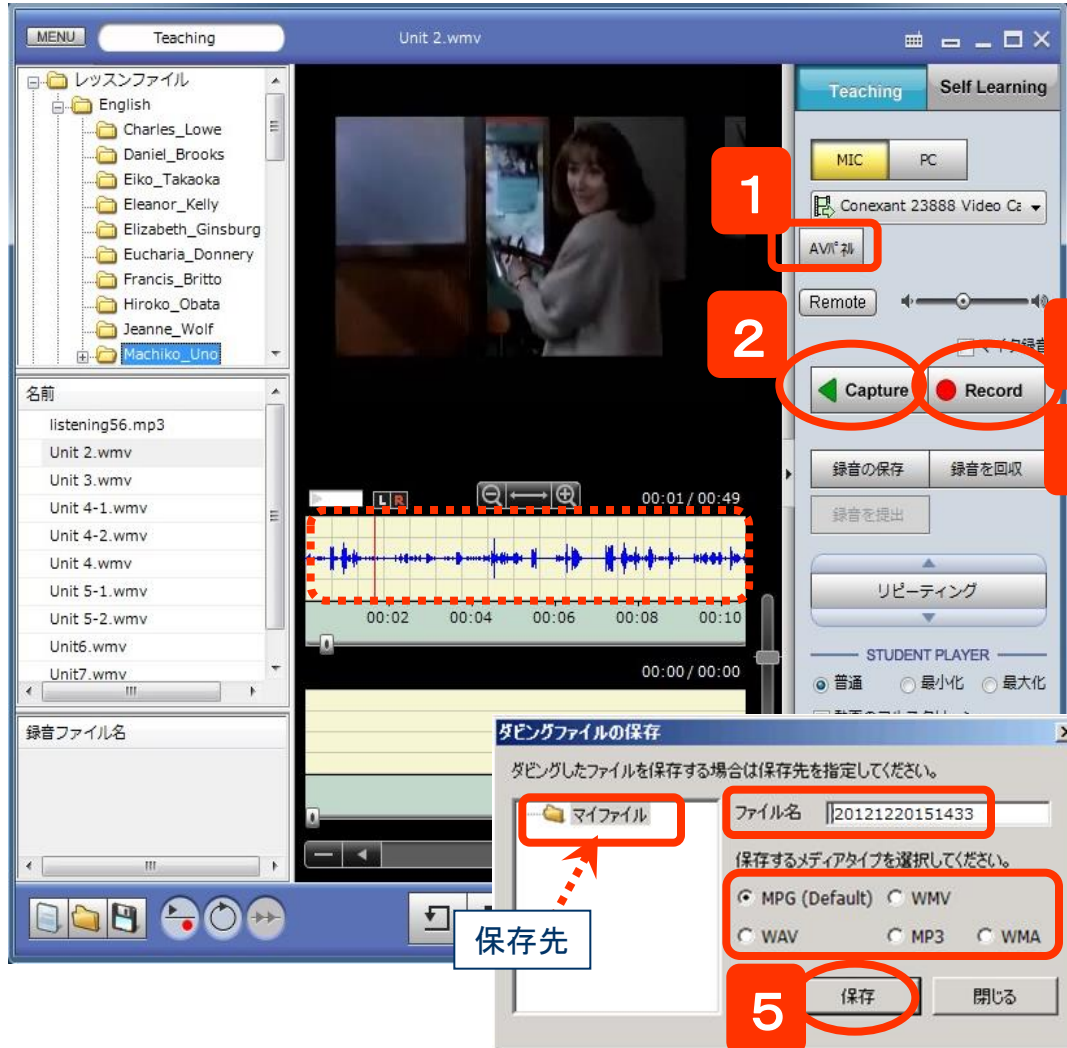 MENU Teaching Unit 2.wmv
レッスンファイル
English
Charles_Lowe
Daniel_Brooks
Eiko_Takaoka
Eleanor_Kelly
Elizabeth_Ginsburg
Eucharia_Donnery
Francis_Britto
Hiroko_Obata
Jeanne_Wolf
Machiko_Uno
名前
listening56.mp3
Unit 2.wmv
Unit 3.wmv
Unit 4-1.wmv
Unit 4-2.wmv
Unit 4.wmv
Unit 5-1.wmv
Unit 5-2.wmv
Unit6.wmv
Unit7.wmv
録音ファイル名
L R
00:01/00:49
00:02 00:04 00:06 00:08 00:10
00:00/00:00
Teaching Self Learning
MIC PC
1
Conexant 23888 Video Ca
AVﾊﾟﾈﾙ
Remote
2
Capture Record
録音の保存 録音を回収
録音を提出
リピーティング
STUDENT PLAYER
普通 最小化 最大化
ダビングファイルの保存
ダビングしたファイルを保存する場合は保存先を指定してください。
マイファイル
ファイル名 20121220151433
保存するメディアタイプを選択してください。
MPG (Default) WMV
WAV MP3 WMA
保存先
5
保存 閉じる